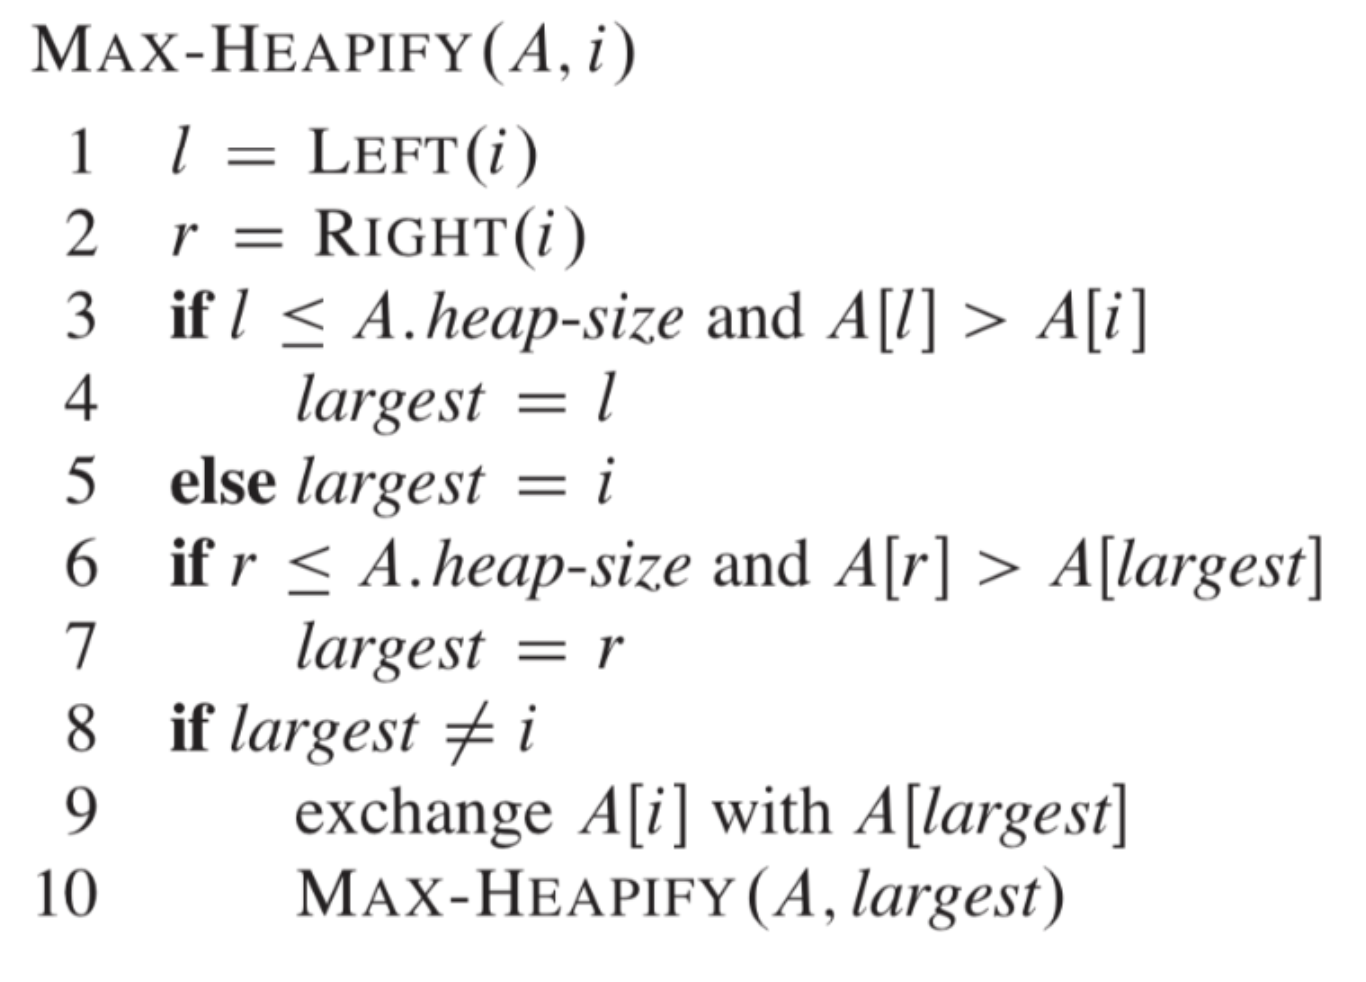 MAX-HEAPIFY(A, i)
1 l = LEFT(i)
2 r = RIGHT(i)
3 if l ≤ A.heap-size and A[l] > A[i]
4 largest = l
5 else largest = i
6 if r ≤ A.heap-size and A[r] > A[largest]
7 largest = r
8 if largest ≠ i
9 exchange A[i] with A[largest]
10 MAX-HEAPIFY(A, largest)